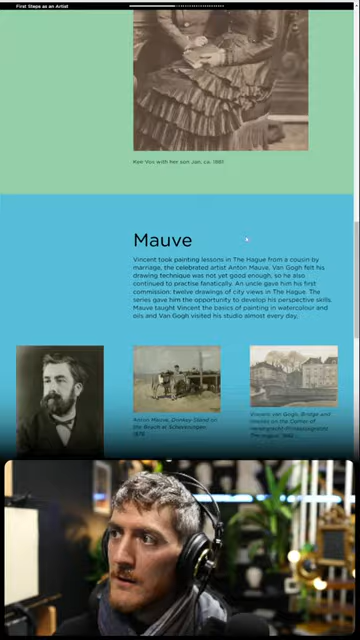 First Steps as an Artist
Kee Vos with her son Jan, ca. 1881
Mauve
Vincent took painting lessons in The Hague from a cousin by
marriage, the celebrated artist Anton Mauve. Van Gogh felt his
drawing technique was not yet good enough, so he also
continued to practise fanatically. An uncle gave him his first
commission: twelve drawings of city views in The Hague. The
series gave him the opportunity to develop his perspective skills.
Mauve taught Vincent the basics of painting in watercolour and
oils and Van Gogh visited his studio almost every day.
Anton Mauve, Donkey Stand on
the Beach at Scheveningen
1876
Vincent van Gogh, Bridge and
Houses on the Corner of
Herengracht-Prinsessegracht
The Hague, 1882